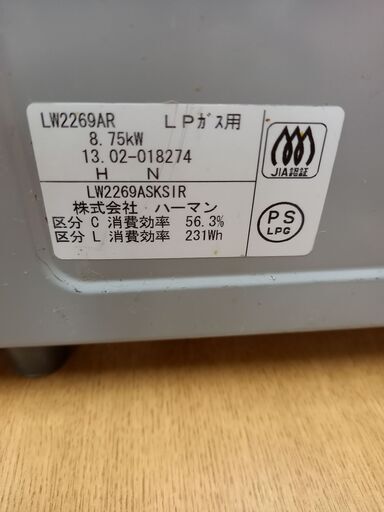 LW2269AR LPガス用
8.75kW
13.02-018274
H N
JIA認証
LW2269ASKSIR
株式会社 ハーマン
区分 C 消費効率 56.3%
区分 L 消費効率 231Wh
PS
LPG